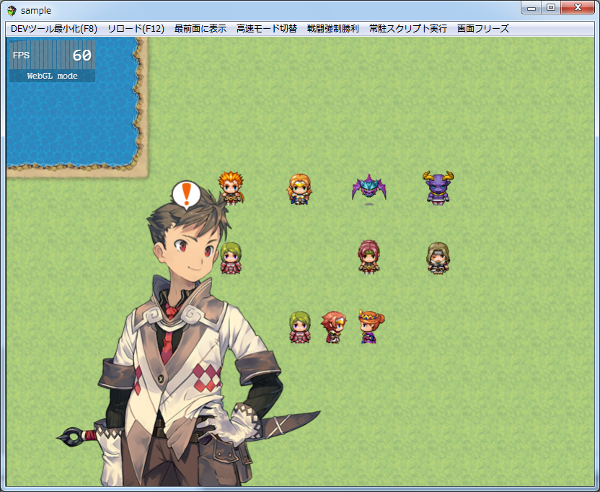 sample
DEVツール最小化(F8) リロード(F12) 最前面に表示 高速モード切替 戦闘強制勝利 常駐スクリプト実行 画面フリーズ
FPS 60
WebGL mode
!